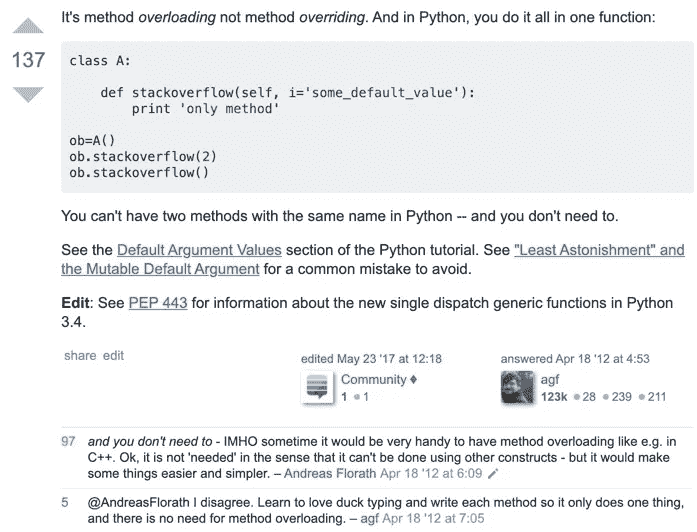 It's method overloading not method overriding. And in Python, you do it all in one function:
137
class A:
    def stackoverflow(self, i='some_default_value'):
        print 'only method'
ob=A()
ob.stackoverflow(2)
ob.stackoverflow()
You can't have two methods with the same name in Python -- and you don't need to.
See the Default Argument Values section of the Python tutorial. See "Least Astonishment" and
the Mutable Default Argument for a common mistake to avoid.
Edit: See PEP 443 for information about the new single dispatch generic functions in Python
3.4.
share edit
edited May 23 '17 at 12:18
Community ♦
1 ●1
answered Apr 18 '12 at 4:53
agf
123k ●28 ●239 ●211
97 and you don't need to - IMHO sometime it would be very handy to have method overloading like e.g. in
C++. Ok, it is not 'needed' in the sense that it can't be done using other constructs - but it would make
some things easier and simpler. – Andreas Florath Apr 18 '12 at 6:09
5 @AndreasFlorath I disagree. Learn to love duck typing and write each method so it only does one thing,
and there is no need for method overloading. – agf Apr 18 '12 at 7:05